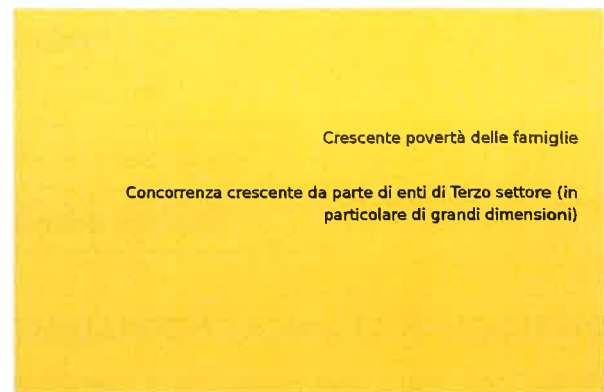 Crescente povertà delle famiglie
Concorrenza crescente da parte di enti di Terzo settore (in
particolare di grandi dimensioni)